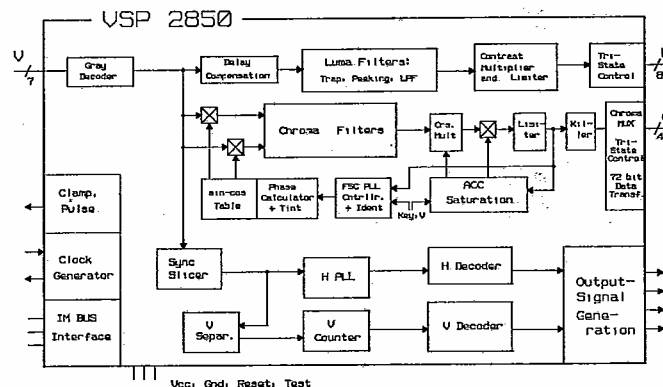 VSP 2850
V
7
Gray
Decoder
Delay
Compensation
Luma Filters:
Trap, Peaking, LPF
Contrast
Multiplier
and Limiter
Tri-
State
Control
8
Chroma Filters
Mult
Limi-
ter
Kil-
ler
Chroma
MUX
Tri-
State
Control
72 bit
Data
Transf.
4
sin-cos
Table
Phase
Calculator
+ Tint
FSC PLL
Cntrllr.
+ Ident
Key, V
ACC
Saturation
Clamp,
Pulse
Clock
Generator
IM BUS
Interface
Sync
Slicer
H PLL
H Decoder
V
Separ.
V
Counter
V Decoder
Output-
Signal
Gene-
ration
Vcc, Gnd, Reset, Test